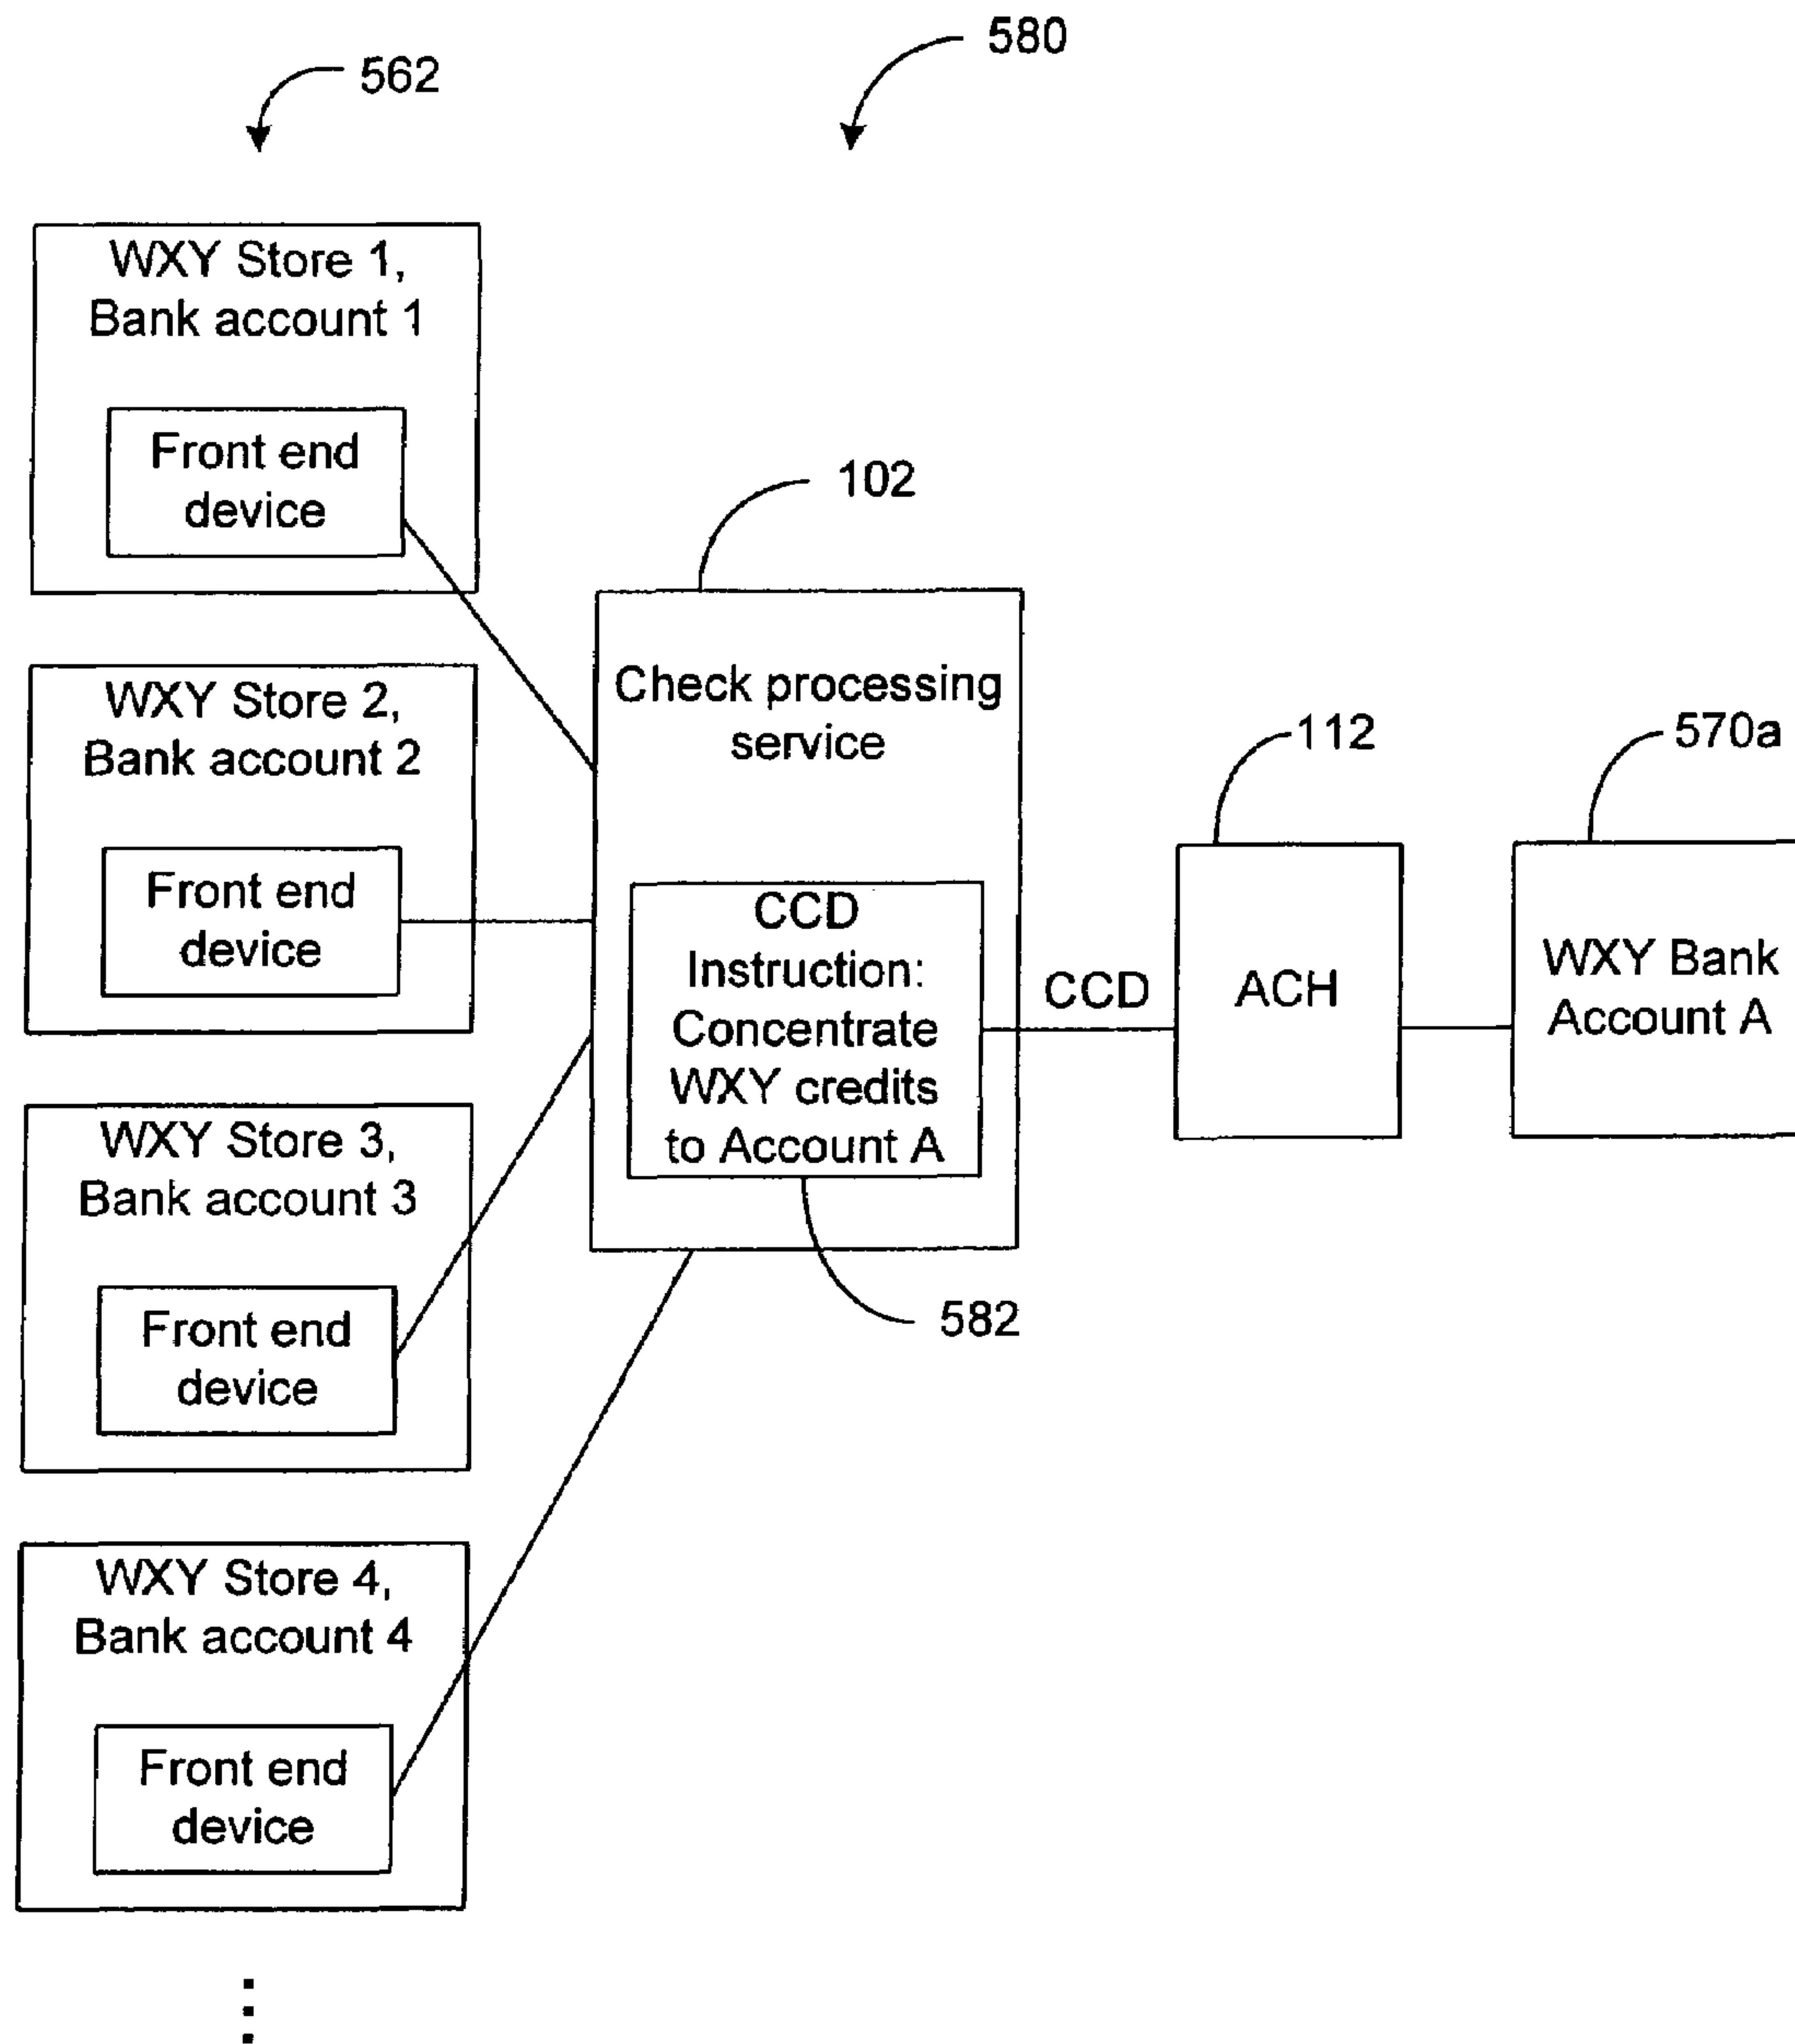 580
562
WXY Store 1,
Bank account 1
Front end
device
102
WXY Store 2,
Bank account 2
Front end
device
Check processing
service
CCD
Instruction:
Concentrate
WXY credits
to Account A
582
CCD
112
ACH
570a
WXY Bank
Account A
WXY Store 3,
Bank account 3
Front end
device
WXY Store 4,
Bank account 4
Front end
device